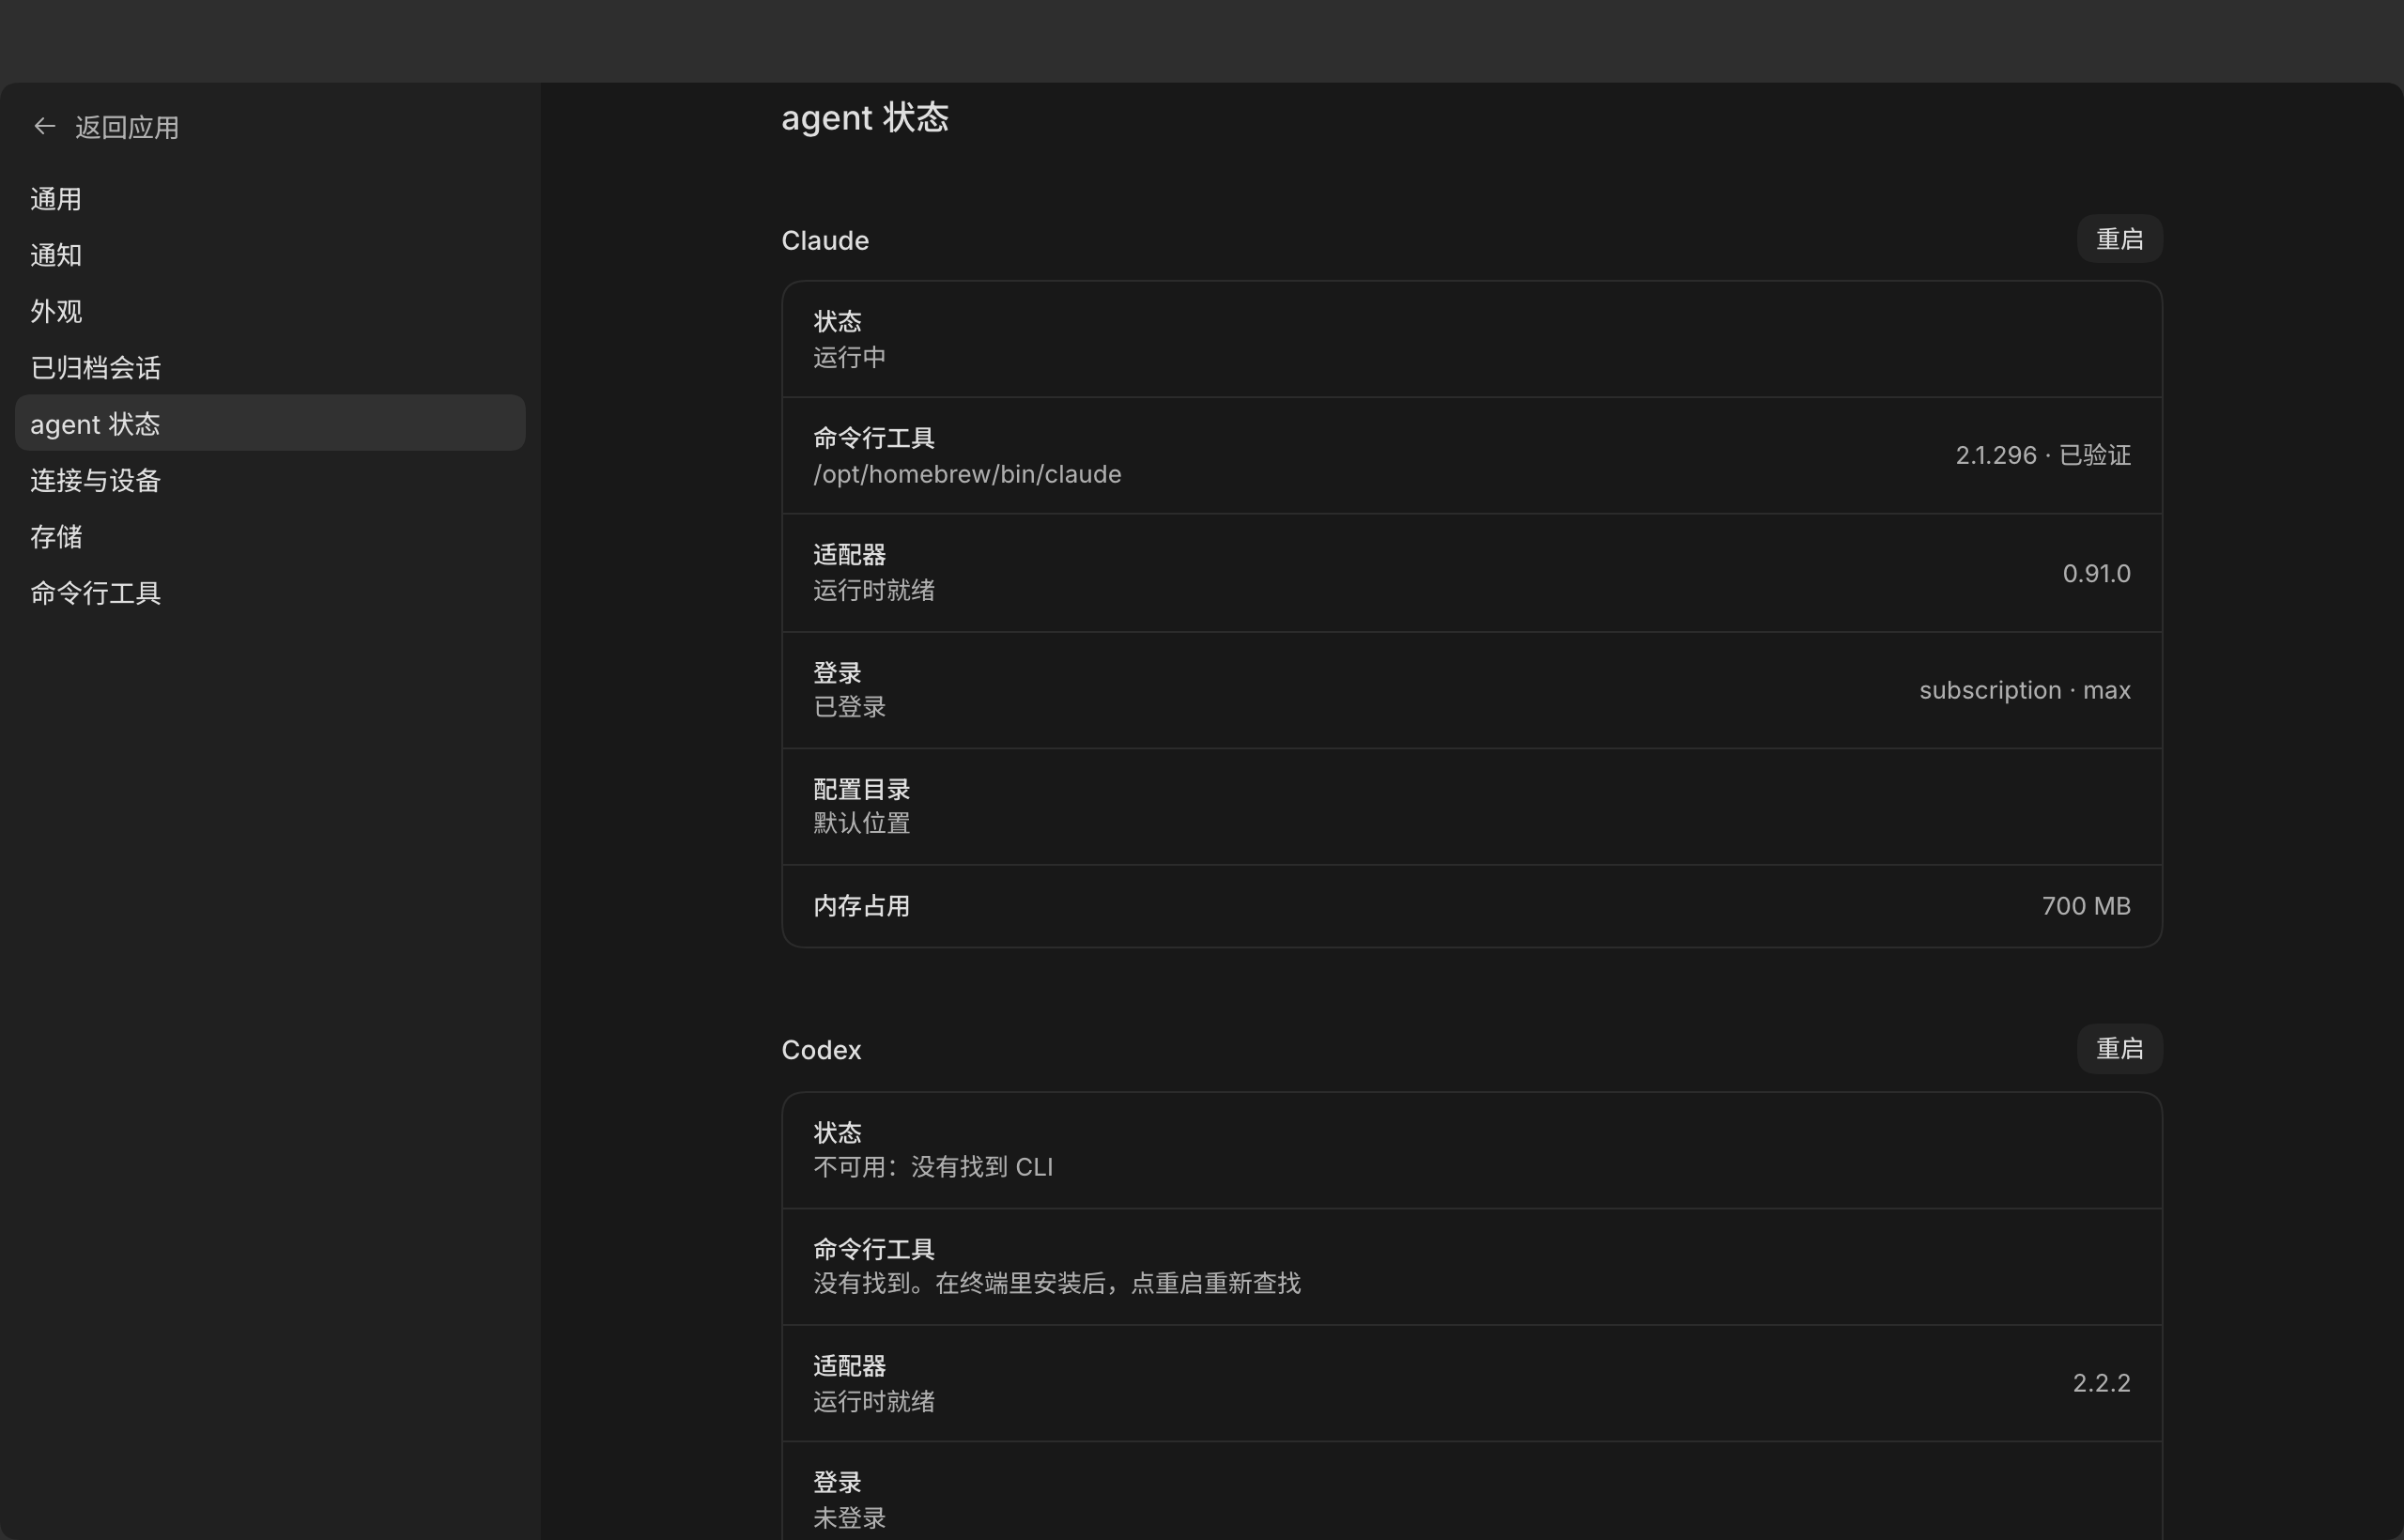 返回应用
通用
通知
外观
已归档会话
agent 状态
连接与设备
存储
命令行工具
agent 状态
Claude
重启
状态
运行中
命令行工具
/opt/homebrew/bin/claude
2.1.296 · 已验证
适配器
运行时就绪
0.91.0
登录
已登录
subscription · max
配置目录
默认位置
内存占用
700 MB
Codex
重启
状态
不可用：没有找到 CLI
命令行工具
没有找到。在终端里安装后，点重启重新查找
适配器
运行时就绪
2.2.2
登录
未登录